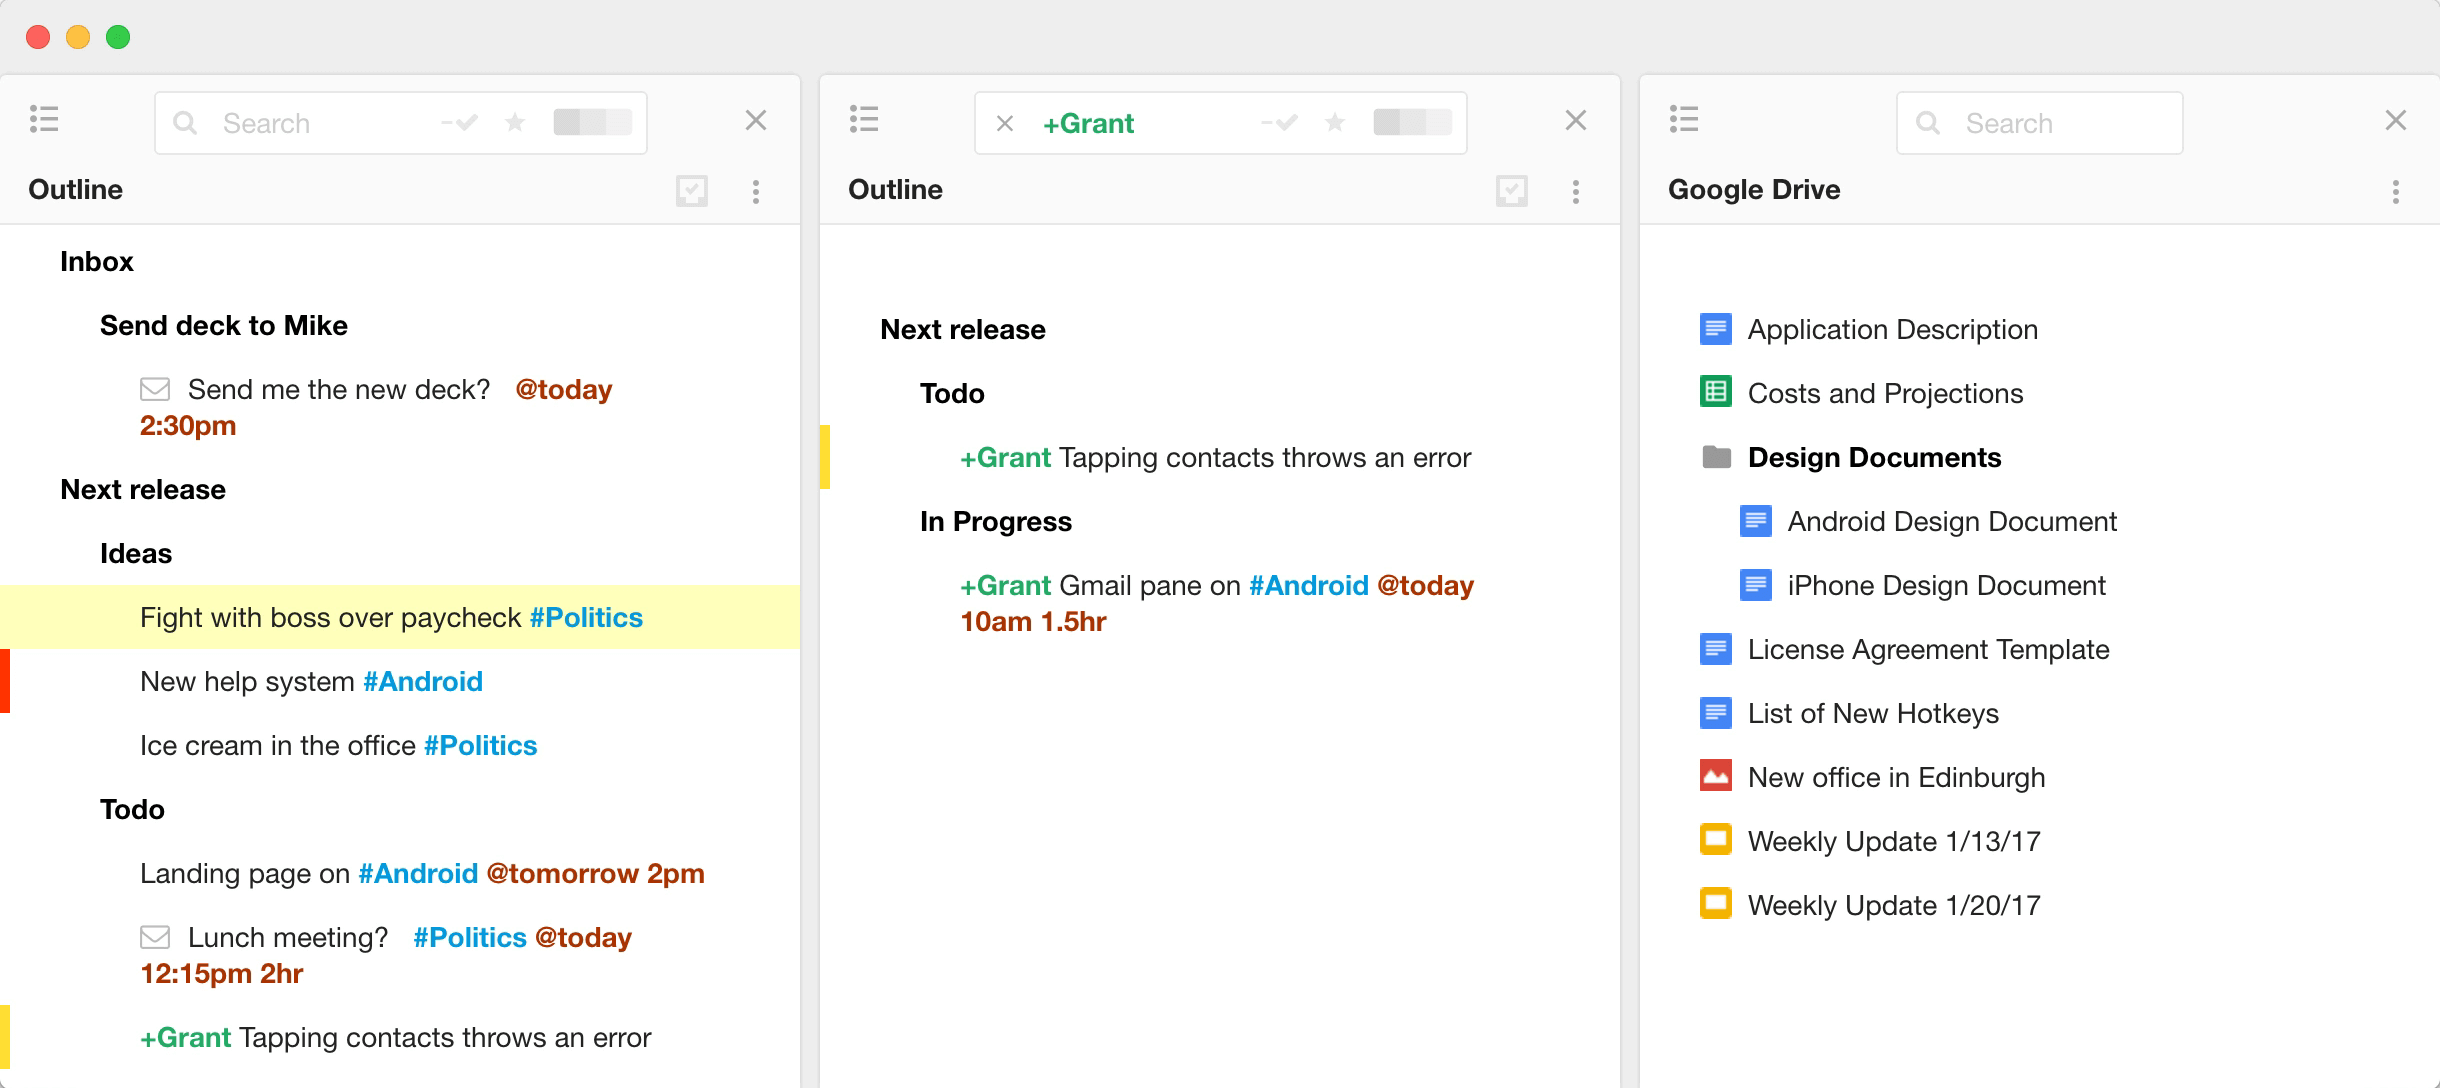 Search
Outline
Inbox
Send deck to Mike
Send me the new deck? @today
2:30pm
Next release
Ideas
Fight with boss over paycheck #Politics
New help system #Android
Ice cream in the office #Politics
Todo
Landing page on #Android @tomorrow 2pm
Lunch meeting? #Politics @today
12:15pm 2hr
+Grant Tapping contacts throws an error
+Grant
Outline
Next release
Todo
+Grant Tapping contacts throws an error
In Progress
+Grant Gmail pane on #Android @today
10am 1.5hr
Search
Google Drive
Application Description
Costs and Projections
Design Documents
Android Design Document
iPhone Design Document
License Agreement Template
List of New Hotkeys
New office in Edinburgh
Weekly Update 1/13/17
Weekly Update 1/20/17